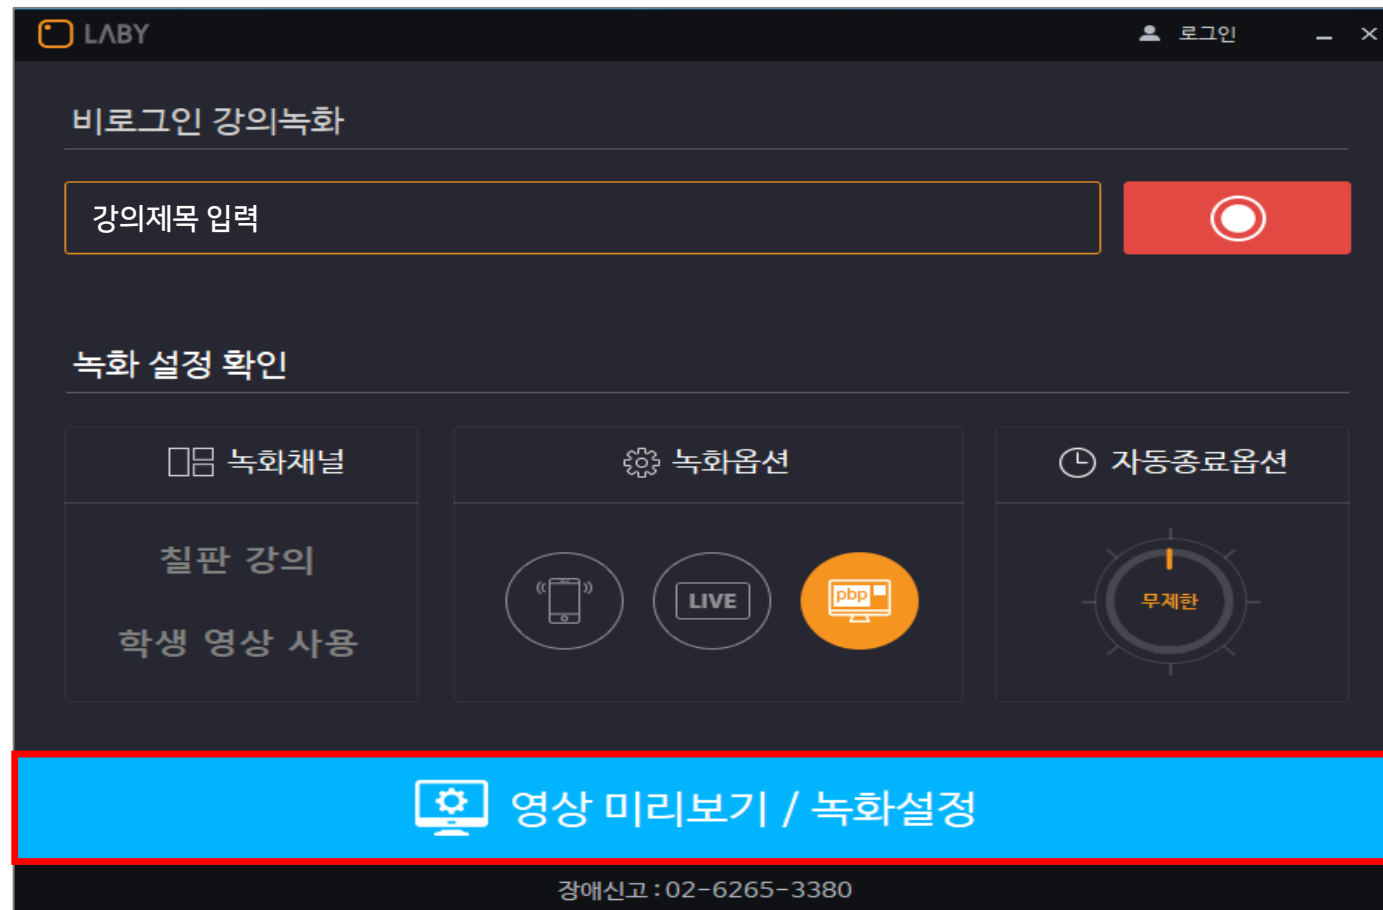 LABY
로그인
비로그인 강의녹화
강의제목 입력
녹화 설정 확인
녹화채널
칠판 강의
학생 영상 사용
녹화옵션
LIVE
pbp
자동종료옵션
무제한
영상 미리보기 / 녹화설정
장애신고 : 02-6265-3380